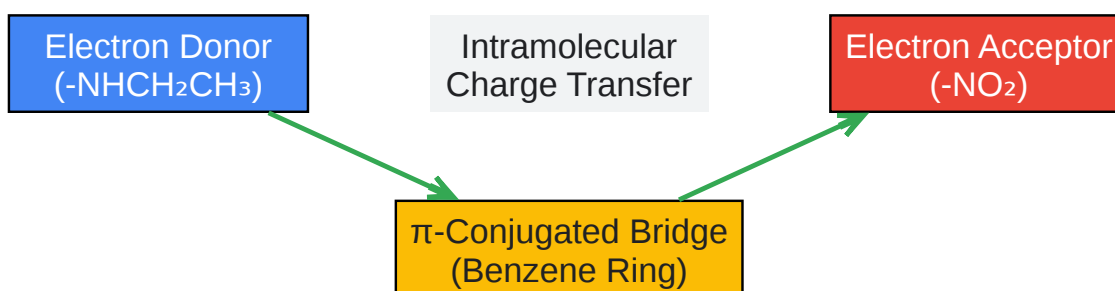 Electron Donor
(-NHCH₂CH₃)
Intramolecular
Charge Transfer
Electron Acceptor
(-NO₂)
π-Conjugated Bridge
(Benzene Ring)